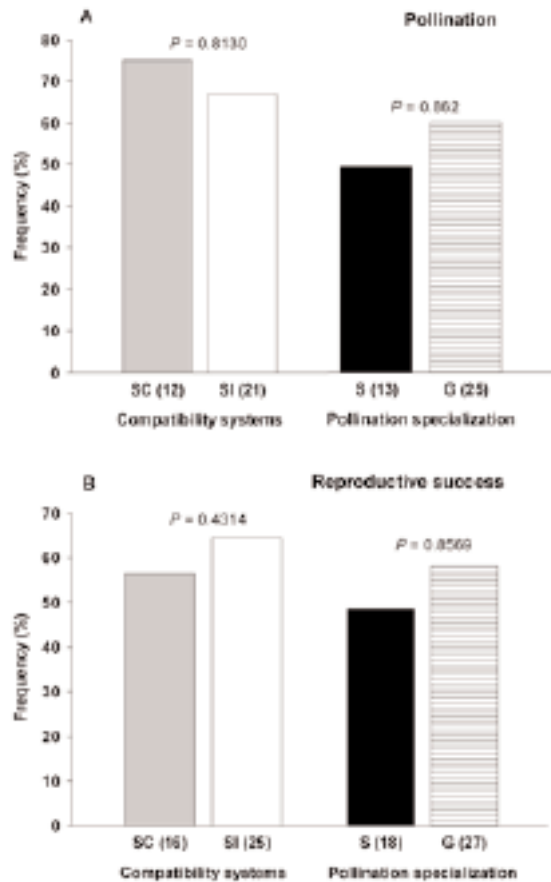 A
Pollination
P = 0.8130
P = 0.862
80
70
60
50
40
30
20
10
0
Frequency (%)
SC (12) SI (21) S (13) G (25)
Compatibility systems Pollination specialization
B
Reproductive success
P = 0.4314
P = 0.8569
70
60
50
40
30
20
10
0
Frequency (%)
SC (16) SI (25) S (18) G (27)
Compatibility systems Pollination specialization